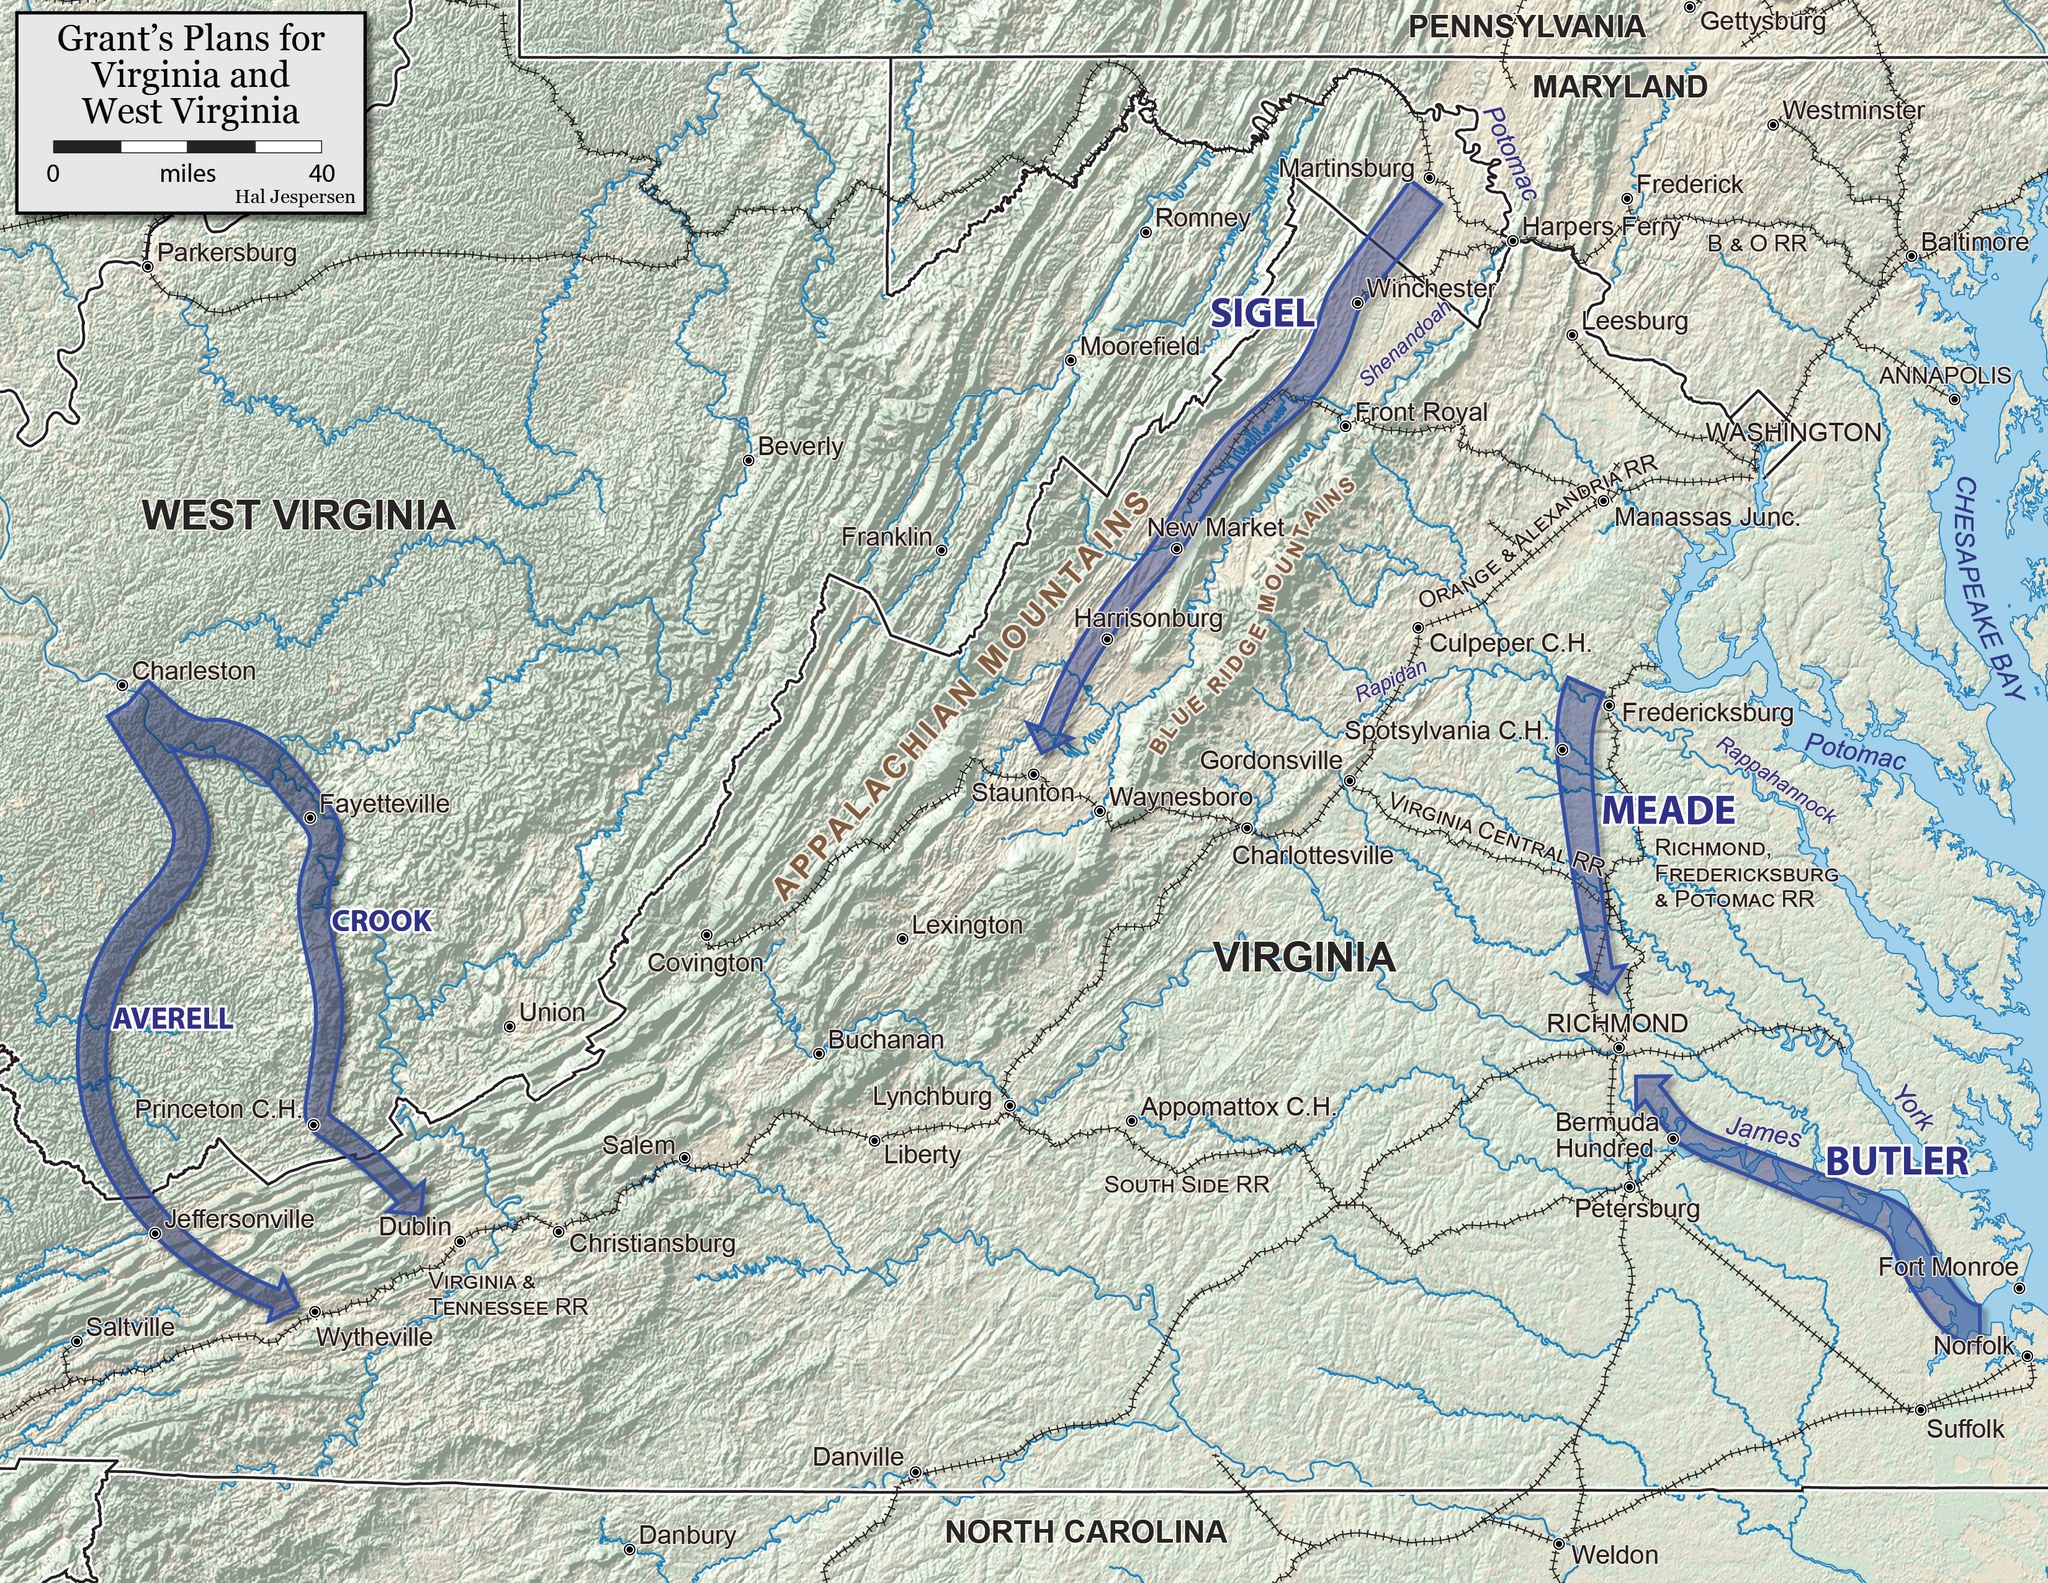 Grant's Plans for
Virginia and
West Virginia
0 miles 40
Hal Jespersen
PENNSYLVANIA
Gettysburg
MARYLAND
Westminster
Potomac
Martinsburg
Frederick
Romney
Harpers Ferry
B & O RR
Baltimore
Parkersburg
Winchester
SIGEL
Leesburg
Shenandoah
Moorefield
ANNAPOLIS
Front Royal
WASHINGTON
Beverly
ORANGE & ALEXANDRIA RR
CHESAPEAKE BAY
WEST VIRGINIA
Manassas Junc.
New Market
Franklin
APPALACHIAN MOUNTAINS
BLUE RIDGE MOUNTAINS
Harrisonburg
Culpeper C.H.
Charleston
Rapidan
Fredericksburg
Spotsylvania C.H.
Potomac
Rappahannock
Gordonsville
Staunton
Waynesboro
Fayetteville
MEADE
VIRGINIA CENTRAL RR
Charlottesville
RICHMOND,
FREDERICKSBURG
& POTOMAC RR
CROOK
Lexington
Covington
VIRGINIA
AVERELL
Union
RICHMOND
Buchanan
Lynchburg
Appomattox C.H.
Princeton C.H.
Bermuda
Hundred
James
York
Salem
Liberty
BUTLER
SOUTH SIDE RR
Petersburg
Jeffersonville
Dublin
Christiansburg
Fort Monroe
VIRGINIA &
TENNESSEE RR
Saltville
Wytheville
Norfolk
Suffolk
Danville
NORTH CAROLINA
Danbury
Weldon